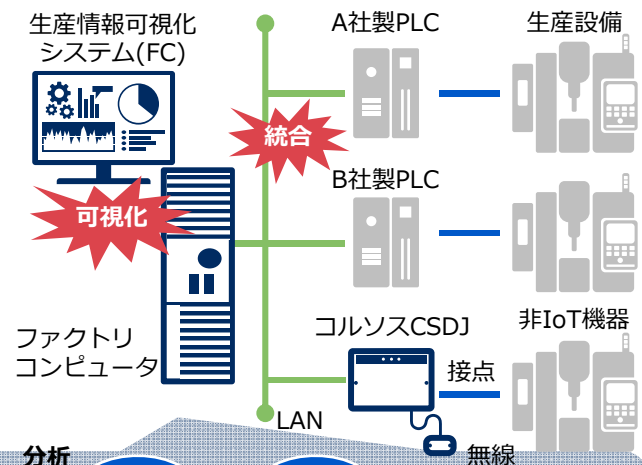 生産情報可視化
システム(FC)
A社製PLC
生産設備
統合
可視化
B社製PLC
ファクトリ
コンピュータ
コルソスCSDJ
非IoT機器
接点
LAN
無線
分析